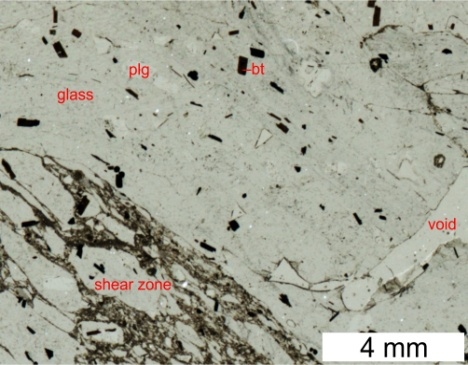 plg
bt
glass
void
shear zone
4 mm